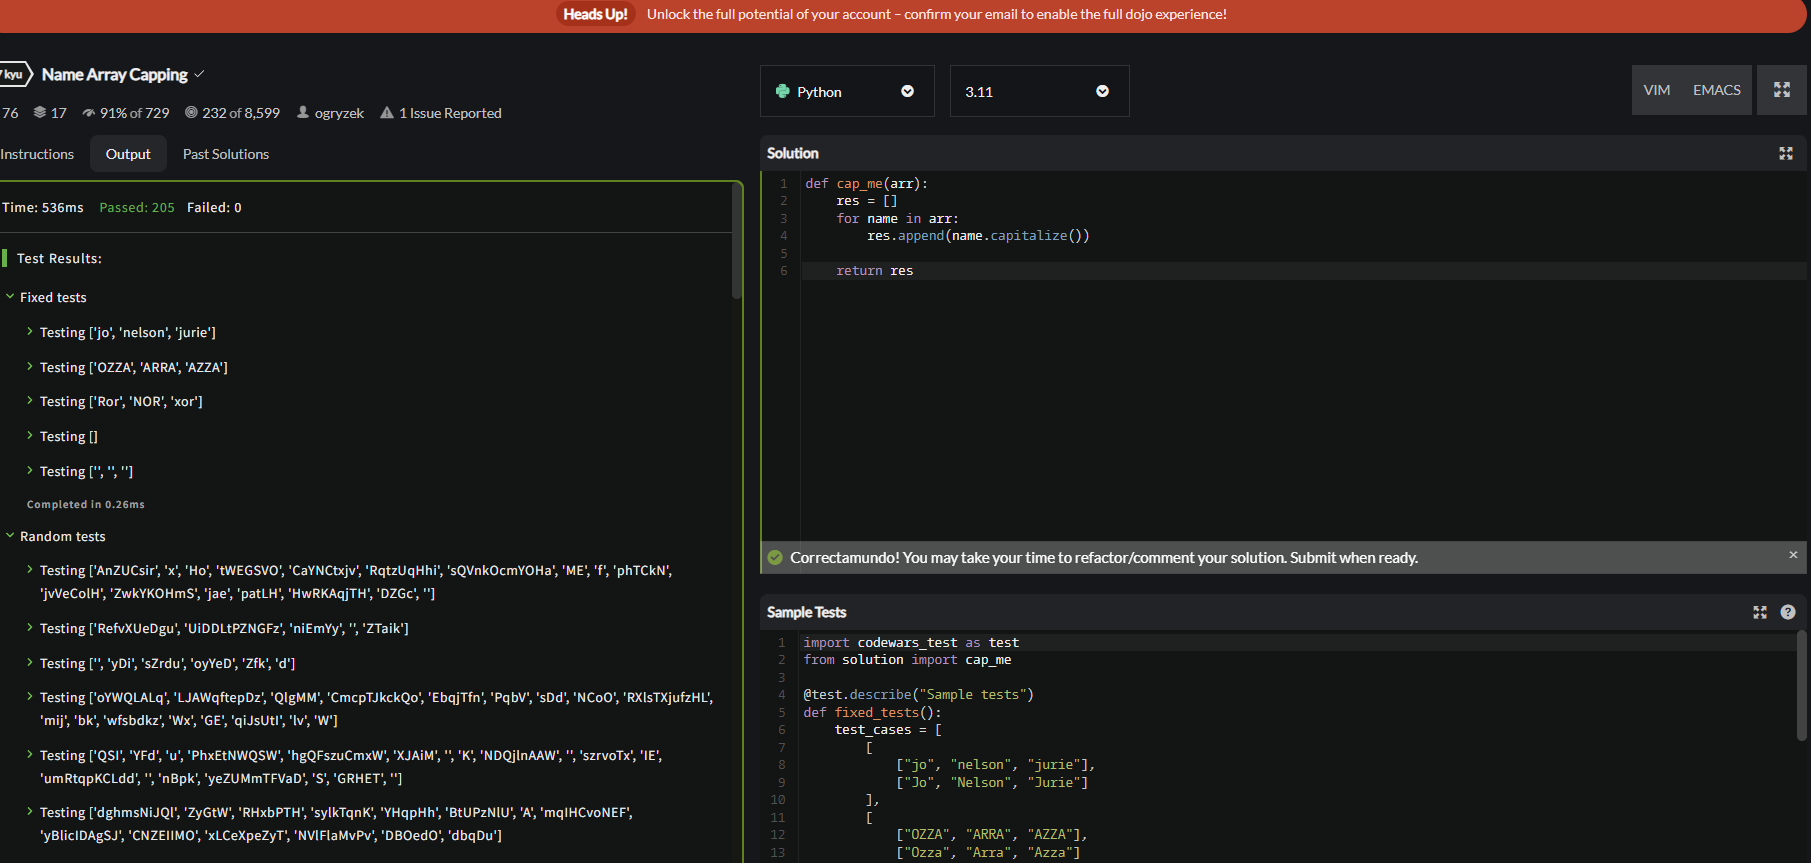 Heads Up! Unlock the full potential of your account – confirm your email to enable the full dojo experience!
7 kyu Name Array Capping
76 17 91% of 729 232 of 8,599 ogryzek 1 Issue Reported
Instructions Output Past Solutions
Time: 536ms Passed: 205 Failed: 0
Test Results:
Fixed tests
Testing ['jo', 'nelson', 'jurie']
Testing ['OZZA', 'ARRA', 'AZZA']
Testing ['Ror', 'NOR', 'xor']
Testing []
Testing ['', '', '']
Completed in 0.26ms
Random tests
Testing ['AnZUCsir', 'x', 'Ho', 'tWEGSVO', 'CaYNCtxjv', 'RqtzUqHhi', 'sQVnkOcmYOHa', 'ME', 'f', 'phTCkN',
'jvVeColH', 'ZwkYKOHmS', 'jae', 'patLH', 'HwRKAqjTH', 'DZGc', '']
Testing ['RefvXUeDgu', 'UiDDLtPZNGFz', 'niEmYy', '', 'ZTaik']
Testing ['', 'yDi', 'sZrdu', 'oyYeD', 'Zfk', 'd']
Testing ['oYWQLALq', 'LJAWqftepDz', 'QlgMM', 'CmcpTJkckQo', 'EbqjTfn', 'PqbV', 'sDd', 'NCoO', 'RXlsTXjufzHL',
'mij', 'bk', 'wfsbdkz', 'Wx', 'GE', 'qiJsUtI', 'lv', 'W']
Testing ['QSI', 'YFd', 'u', 'PhxEtNWQSW', 'hgQFszuCmxW', 'XJAiM', '', 'K', 'NDQjlnAAW', '', 'szrvoTx', 'IE',
'umRtqpKCLdd', '', 'nBpk', 'yeZUMmTFVaD', 'S', 'GRHET', '']
Testing ['dghmsNiJQl', 'ZyGtW', 'RHxbPTH', 'sylkTqnK', 'YHqpHh', 'BtUPzNlU', 'A', 'mqIHCvoNEF',
'yBlicIDAgSJ', 'CNZEIIMO', 'xLCeXpeZyT', 'NVlFlaMvPv', 'DBOedO', 'dbqDu']
Python 3.11 VIM EMACS
Solution
1 def cap_me(arr):
2 res = []
3 for name in arr:
4 res.append(name.capitalize())
5
6 return res
Correctamundo! You may take your time to refactor/comment your solution. Submit when ready. ×
Sample Tests
1 import codewars_test as test
2 from solution import cap_me
3
4 @test.describe("Sample tests")
5 def fixed_tests():
6 test_cases = [
7 [
8 ["jo", "nelson", "jurie"],
9 ["Jo", "Nelson", "Jurie"]
10 ],
11 [
12 ["OZZA", "ARRA", "AZZA"],
13 ["Ozza", "Arra", "Azza"]